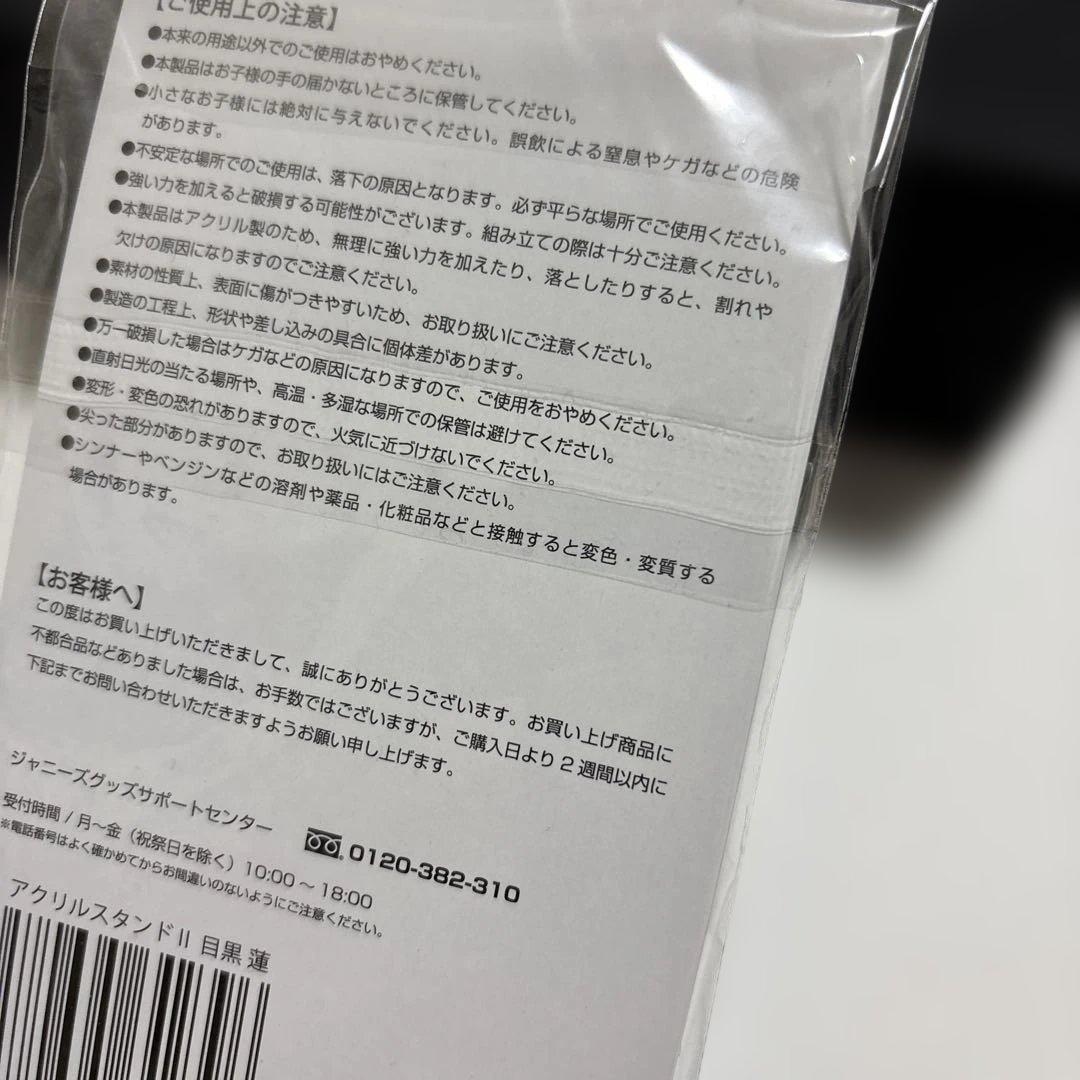 【ご使用上の注意】
●本来の用途以外でのご使用はおやめください。
●本製品はお子様の手の届かないところに保管してください。
●小さなお子様には絶対に与えないでください。誤飲による窒息やケガなどの危険
があります。
●不安定な場所でのご使用は、落下の原因となります。必ず平らな場所でご使用ください。
●強い力を加えると破損する可能性がございます。組み立ての際は十分ご注意ください。
●本製品はアクリル製のため、無理に強い力を加えたり、落としたりすると、割れや
欠けの原因になりますのでご注意ください。
●素材の性質上、表面に傷がつきやすいため、お取り扱いにご注意ください。
●製造の工程上、形状や差し込みの具合に個体差があります。
●万一破損した場合はケガなどの原因になりますので、ご使用をおやめください。
●直射日光の当たる場所や、高温・多湿な場所での保管は避けてください。
●変形・変色の恐れがありますので、火気に近づけないでください。
●尖った部分がありますので、お取り扱いにはご注意ください。
●シンナーやベンジンなどの溶剤や薬品・化粧品などと接触すると変色・変質する
場合があります。
【お客様へ】
この度はお買い上げいただきまして、誠にありがとうございます。お買い上げ商品に
不都合品などありました場合は、お手数ではございますが、ご購入日より2週間以内に
下記までお問い合わせいただきますようお願い申し上げます。
ジャニーズグッズサポートセンター
0120-382-310
受付時間/月〜金（祝祭日を除く）10:00〜18:00
※電話番号はよく確かめてからお間違いのないようにご注意ください。
アクリルスタンドⅡ 目黒 蓮